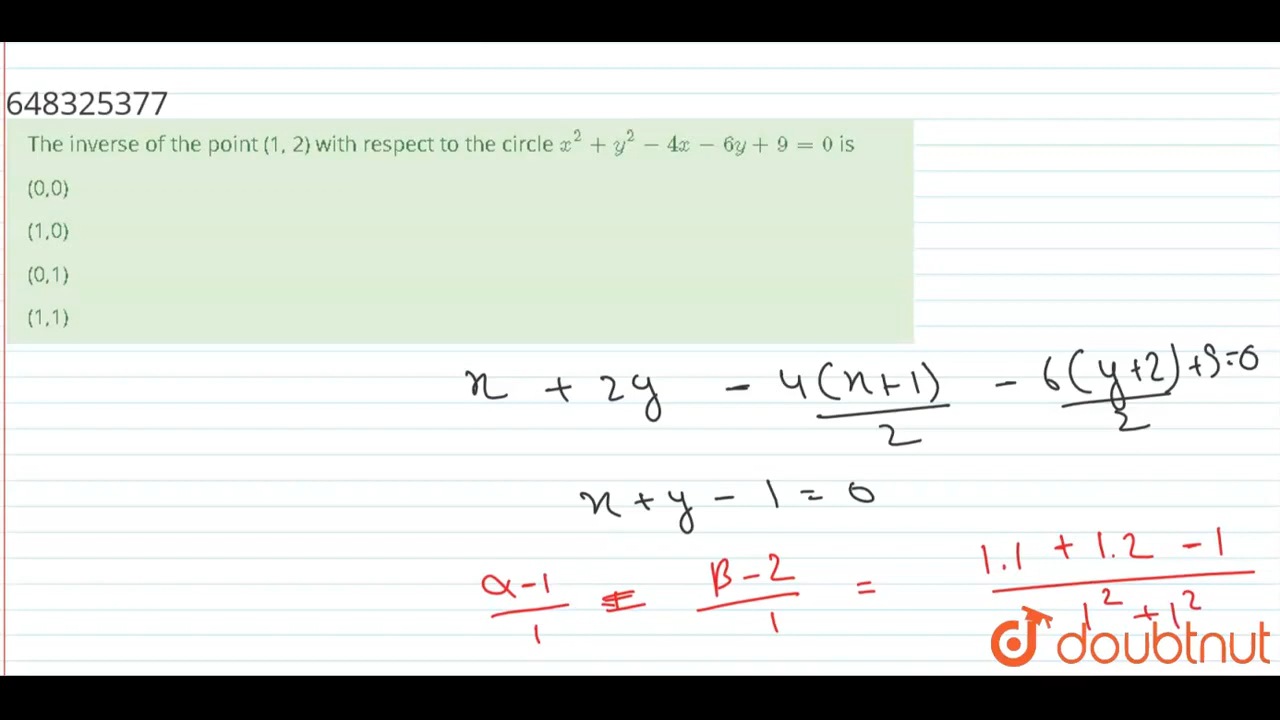 648325377
The inverse of the point (1, 2) with respect to the circle x² + y² − 4x − 6y + 9 = 0 is
(0,0)
(1,0)
(0,1)
(1,1)
x + 2y - 4(x+1)/2 - 6(y+2)/2 + 9 = 0
x + y - 1 = 0
α-1/1 = β-2/1 = 1.1 + 1.2 - 1/1² + 1²
doubtnut